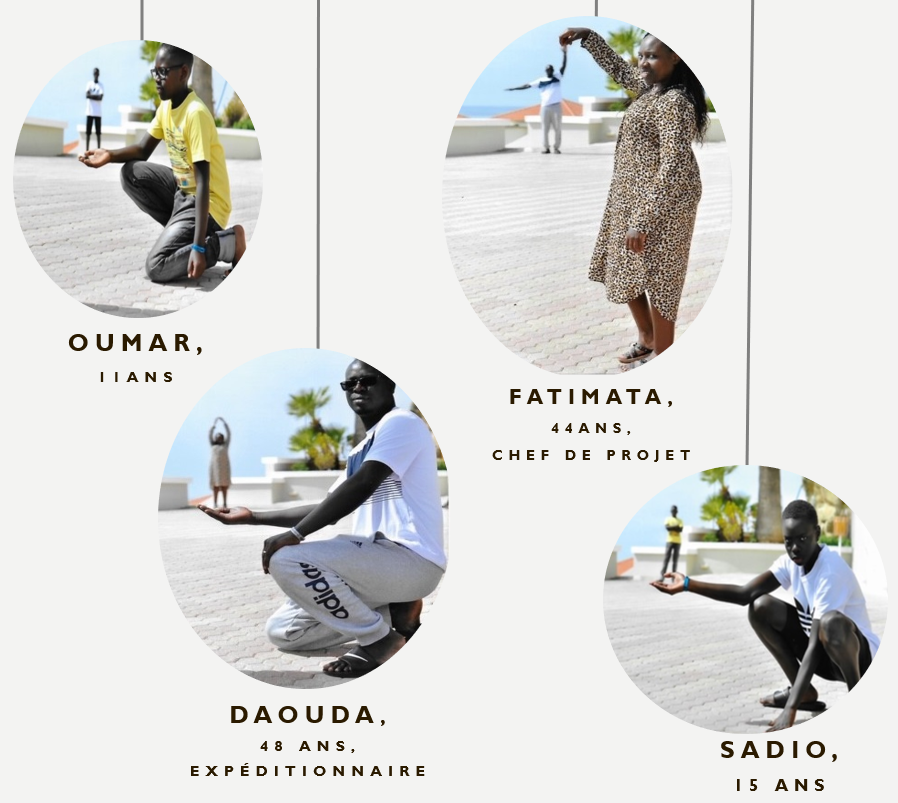 OUMAR,
11ANS
FATIMATA,
44ANS,
CHEF DE PROJET
adidas
DAOUDA,
48 ANS,
EXPÉDITIONNAIRE
SADIO,
15 ANS